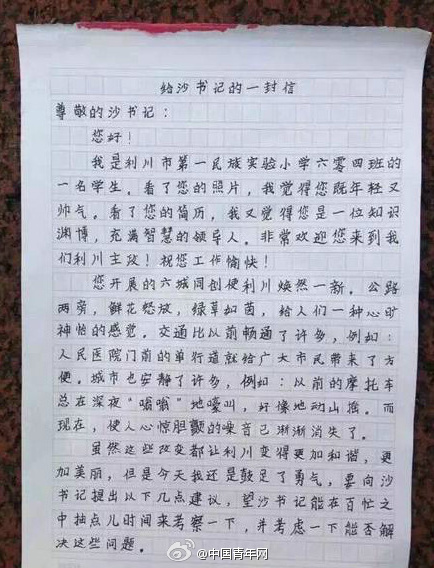 给沙书记的一封信
尊敬的沙书记：
您好！
我是利川市第一民族实验小学六零四班的
一名学生。看了您的照片，我觉得您既年轻又
帅气。看了您的简历，我又觉得您是一位知识
渊博，充满智慧的领导人。非常欢迎您来到我
们利川主政！祝您工作愉快！
您开展的六城同创使利川焕然一新。公路
两旁，鲜花怒放，绿草如茵，给人们一种心旷
神怡的感觉。交通比以前畅通了许多，例如：
人民医院门前的单行道就给广大市民带来了方
便。城市也安静了许多，例如：以前的摩托车
总在深夜“嗡嗡”地嚎叫，好像地动山摇。而
现在，使人心惊胆颤的噪音已渐渐消失了。
虽然这些改变都让利川变得更加和谐，更
加美丽，但是今天我还是鼓足了勇气，要向沙
书记提出以下几点建议，望沙书记能在百忙之
中抽点儿时间来考察一下，并考虑一下能否解
决这些问题。
@中国青年网